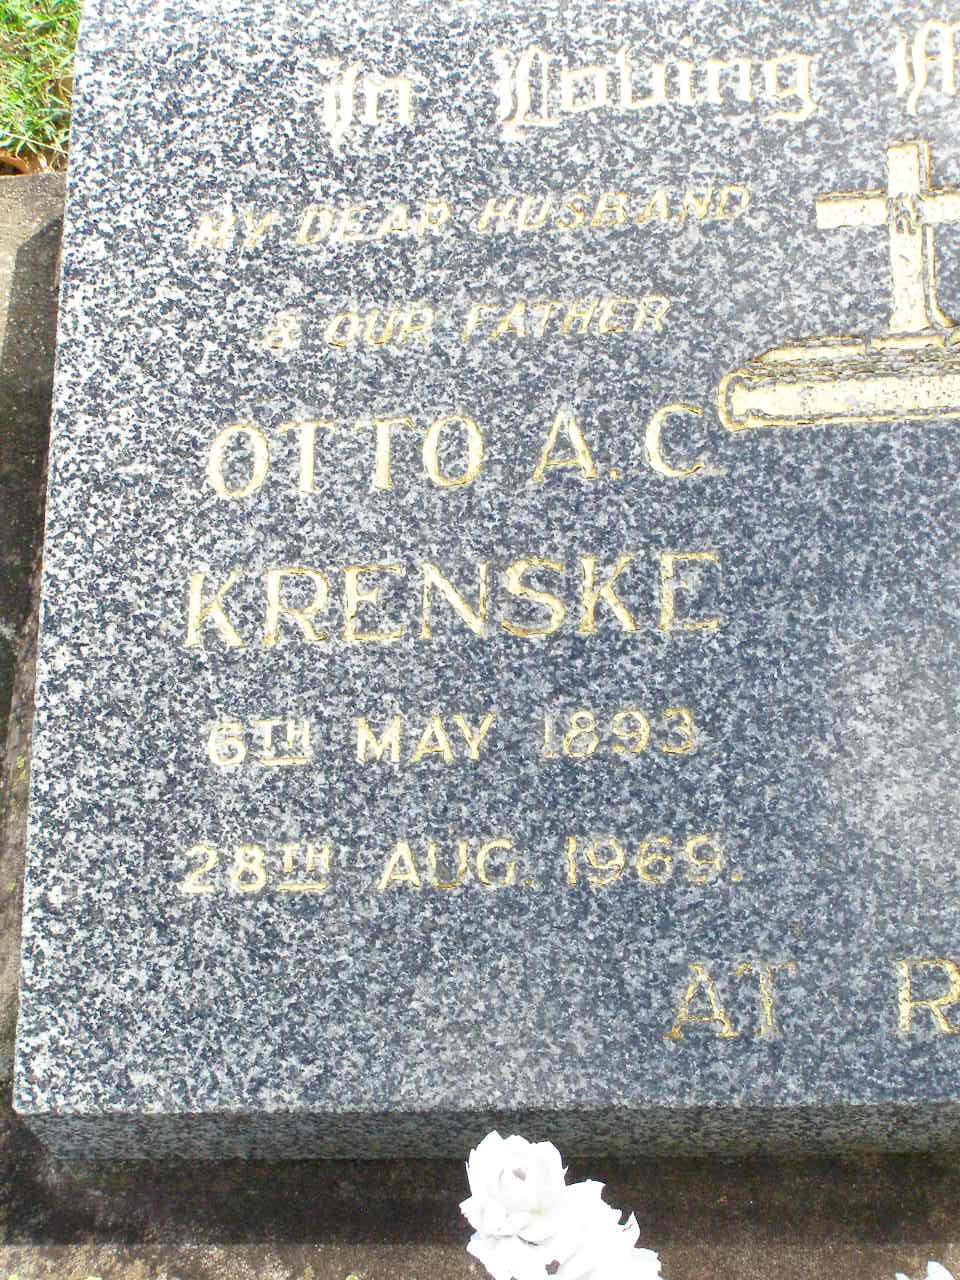 In Loving
MY DEAR HUSBAND
& OUR FATHER
OTTO A. C.
KRENSKE
6TH MAY 1893
28TH AUG. 1969.
AT